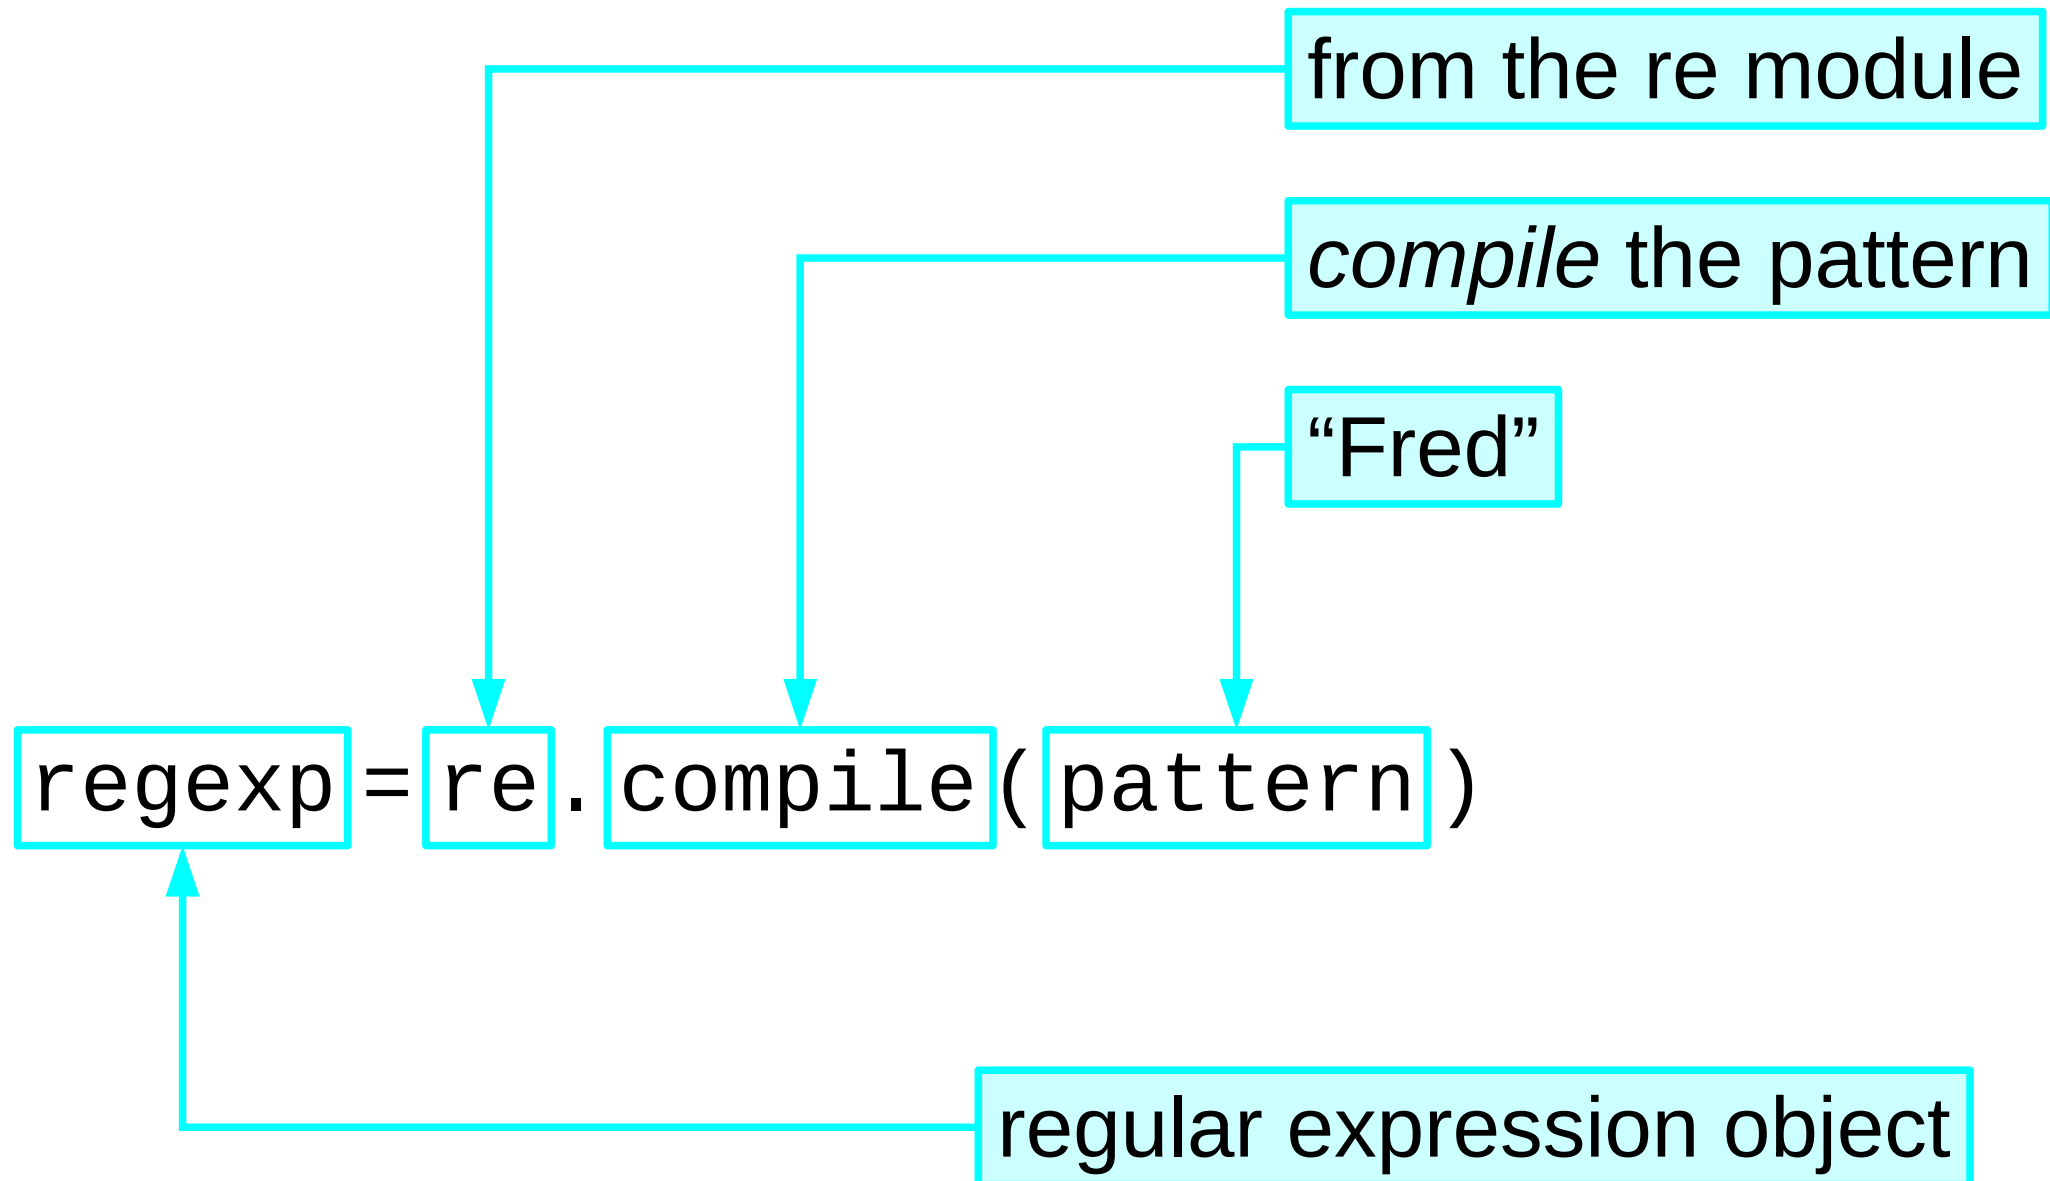 from the re module
compile the pattern
“Fred”
regexp = re . compile ( pattern )
regular expression object